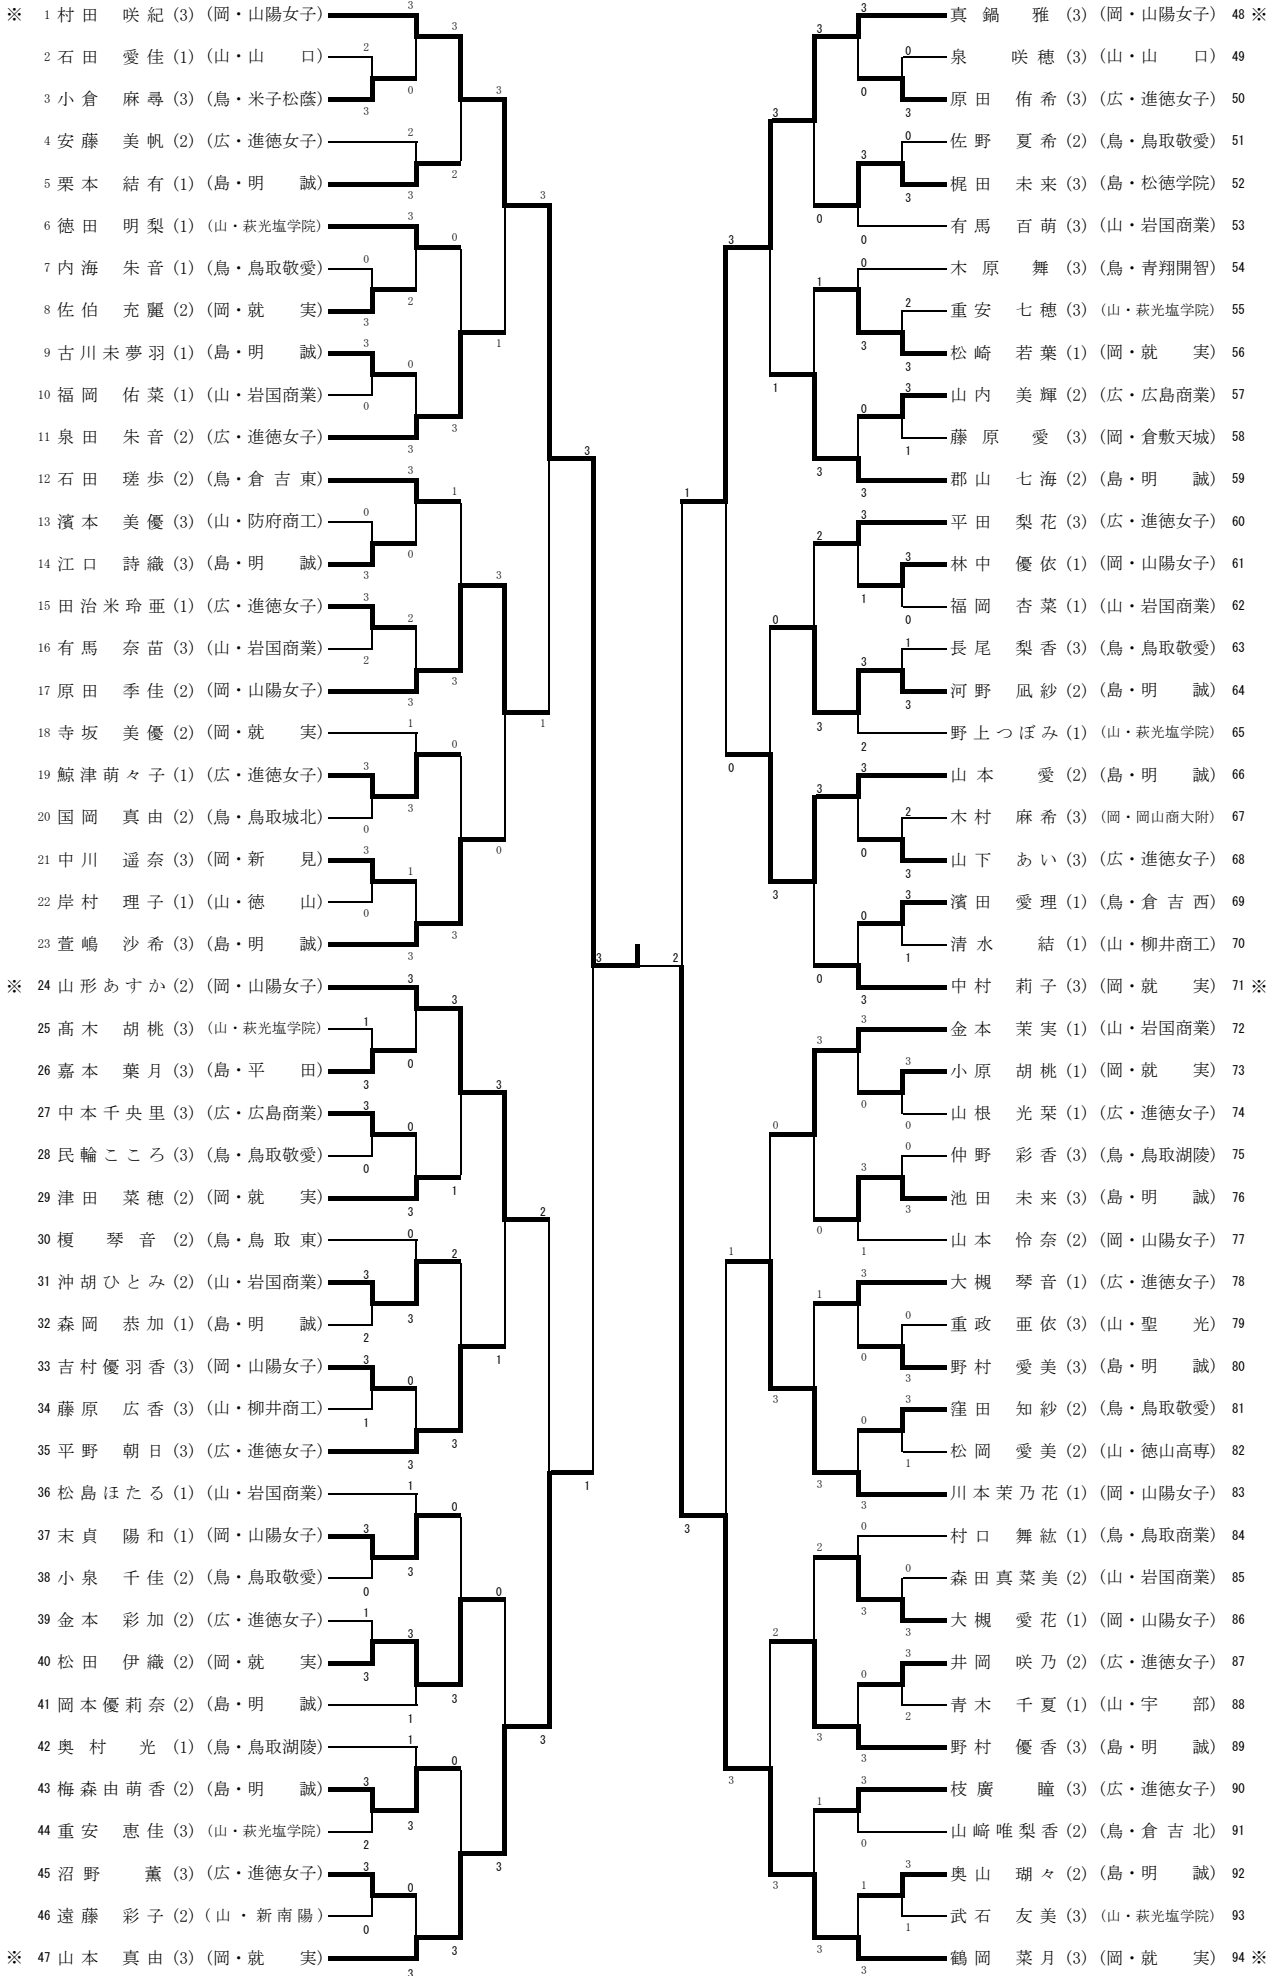 ※ 1 村田 咲紀 (3) (岡・山陽女子)
2 石田 愛佳 (1) (山・山 口)
3 小倉 麻尋 (3) (鳥・米子松蔭)
4 安藤 美帆 (2) (広・進徳女子)
5 栗本 結有 (1) (島・明 誠)
6 徳田 明梨 (1) (山・萩光塩学院)
7 内海 朱音 (1) (鳥・鳥取敬愛)
8 佐伯 充麗 (2) (岡・就 実)
9 古川未夢羽 (1) (島・明 誠)
10 福岡 佑菜 (1) (山・岩国商業)
11 泉田 朱音 (2) (広・進徳女子)
12 石田 瑳歩 (2) (鳥・倉吉東)
13 濱本 美優 (3) (山・防府商工)
14 江口 詩織 (3) (島・明 誠)
15 田治米玲亜 (1) (広・進徳女子)
16 有馬 奈苗 (3) (山・岩国商業)
17 原田 季佳 (2) (岡・山陽女子)
18 寺坂 美優 (2) (岡・就 実)
19 鯨津萌々子 (1) (広・進徳女子)
20 国岡 真由 (2) (鳥・鳥取城北)
21 中川 遥奈 (3) (岡・新 見)
22 岸村 理子 (1) (山・徳 山)
23 萱嶋 沙希 (3) (島・明 誠)
※ 24 山形あすか (2) (岡・山陽女子)
25 髙木 胡桃 (3) (山・萩光塩学院)
26 嘉本 葉月 (3) (島・平 田)
27 中本千央里 (3) (広・広島商業)
28 民輪こころ (3) (鳥・鳥取敬愛)
29 津田 菜穂 (2) (岡・就 実)
30 榎 琴音 (2) (鳥・鳥取東)
31 沖胡ひとみ (2) (山・岩国商業)
32 森岡 恭加 (1) (島・明 誠)
33 吉村優羽香 (3) (岡・山陽女子)
34 藤原 広香 (3) (山・柳井商工)
35 平野 朝日 (3) (広・進徳女子)
36 松島ほたる (1) (山・岩国商業)
37 末貞 陽和 (1) (岡・山陽女子)
38 小泉 千佳 (2) (鳥・鳥取敬愛)
39 金本 彩加 (2) (広・進徳女子)
40 松田 伊織 (2) (岡・就 実)
41 岡本優莉奈 (2) (島・明 誠)
42 奥村 光 (1) (鳥・鳥取湖陵)
43 梅森由萌香 (2) (島・明 誠)
44 重安 恵佳 (3) (山・萩光塩学院)
45 沼野 薫 (3) (広・進徳女子)
46 遠藤 彩子 (2) (山・新南陽)
※ 47 山本 真由 (3) (岡・就 実)
真鍋 雅 (3) (岡・山陽女子) 48 ※
泉 咲穂 (3) (山・山 口) 49
原田 侑希 (3) (広・進徳女子) 50
佐野 夏希 (2) (鳥・鳥取敬愛) 51
梶田 未来 (3) (島・松徳学院) 52
有馬 百萌 (3) (山・岩国商業) 53
木原 舞 (3) (鳥・青翔開智) 54
重安 七穂 (3) (山・萩光塩学院) 55
松崎 若葉 (1) (岡・就 実) 56
山内 美輝 (2) (広・広島商業) 57
藤原 愛 (3) (岡・倉敷天城) 58
郡山 七海 (2) (島・明 誠) 59
平田 梨花 (3) (広・進徳女子) 60
林中 優依 (1) (岡・山陽女子) 61
福岡 杏菜 (1) (山・岩国商業) 62
長尾 梨香 (3) (鳥・鳥取敬愛) 63
河野 凪紗 (2) (島・明 誠) 64
野上つぼみ (1) (山・萩光塩学院) 65
山本 愛 (2) (島・明 誠) 66
木村 麻希 (3) (岡・岡山商大附) 67
山下 あい (3) (広・進徳女子) 68
濱田 愛理 (1) (鳥・倉吉西) 69
清水 結 (1) (山・柳井商工) 70
中村 莉子 (3) (岡・就 実) 71 ※
金本 茉実 (1) (山・岩国商業) 72
小原 胡桃 (1) (岡・就 実) 73
山根 光栞 (1) (広・進徳女子) 74
仲野 彩香 (3) (鳥・鳥取湖陵) 75
池田 未来 (3) (島・明 誠) 76
山本 怜奈 (2) (岡・山陽女子) 77
大槻 琴音 (1) (広・進徳女子) 78
重政 亜依 (3) (山・聖 光) 79
野村 愛美 (3) (島・明 誠) 80
窪田 知紗 (2) (鳥・鳥取敬愛) 81
松岡 愛美 (2) (山・徳山高専) 82
川本茉乃花 (1) (岡・山陽女子) 83
村口 舞紘 (1) (鳥・鳥取商業) 84
森田真菜美 (2) (山・岩国商業) 85
大槻 愛花 (1) (岡・山陽女子) 86
井岡 咲乃 (2) (広・進徳女子) 87
青木 千夏 (1) (山・宇 部) 88
野村 優香 (3) (島・明 誠) 89
枝廣 瞳 (3) (広・進徳女子) 90
山﨑唯梨香 (2) (鳥・倉吉北) 91
奥山 瑚々 (2) (島・明 誠) 92
武石 友美 (3) (山・萩光塩学院) 93
鶴岡 菜月 (3) (岡・就 実) 94 ※